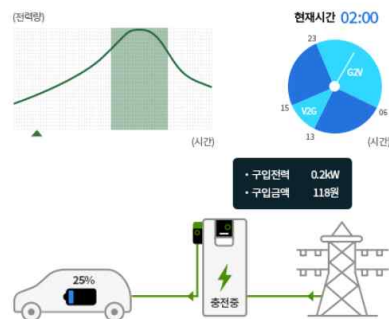 (전력량)
현재시간 02:00
23
G2V
15
V2G
06
13
(시간)
(시간)
· 구입전력 0.2kW
· 구입금액 118원
25%
충전중